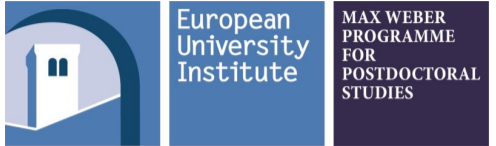 European
University
Institute
MAX WEBER
PROGRAMME
FOR
POSTDOCTORAL
STUDIES